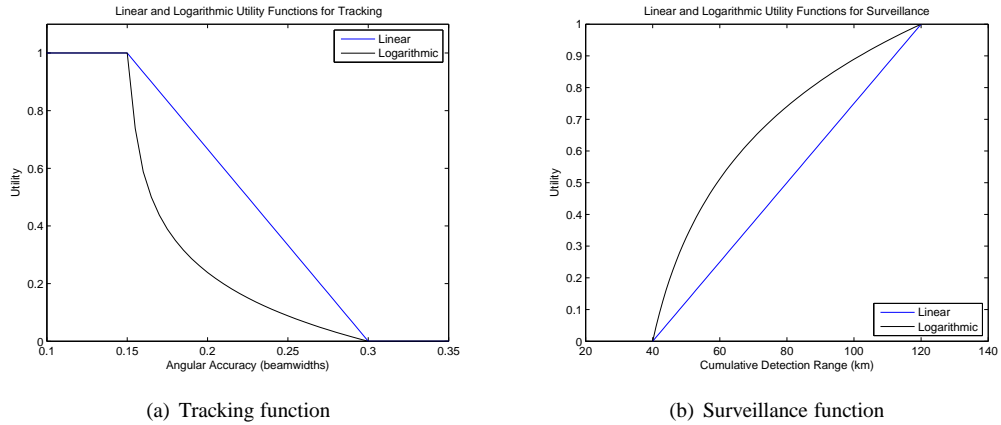 Linear and Logarithmic Utility Functions for Tracking
Linear
Logarithmic
1
0.8
0.6
0.4
0.2
0
Utility
0.1 0.15 0.2 0.25 0.3 0.35
Angular Accuracy (beamwidths)
(a) Tracking function
Linear and Logarithmic Utility Functions for Surveillance
1
0.9
0.8
0.7
0.6
0.5
0.4
0.3
0.2
0.1
0
Utility
Linear
Logarithmic
20 40 60 80 100 120 140
Cumulative Detection Range (km)
(b) Surveillance function